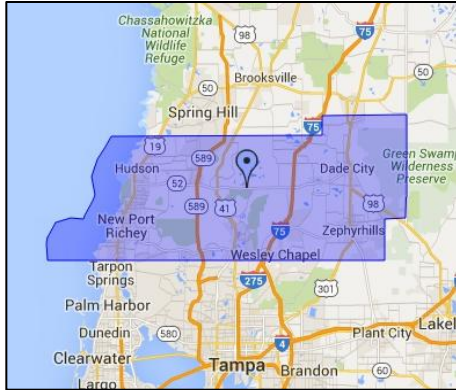 Chassahowitzka
National
Wildlife
Refuge
98
75
50
Brooksville
50
Spring Hill
75
19
589
Hudson
52
Dade City
Green Swamp
Wilderness
Preserve
589
41
98
New Port
Richey
75
Zephyrhills
Wesley Chapel
Tarpon
Springs
275
301
Palm Harbor
Dunedin
580
Plant City
Lakel
4
Clearwater
Tampa
Brandon
60
Largo